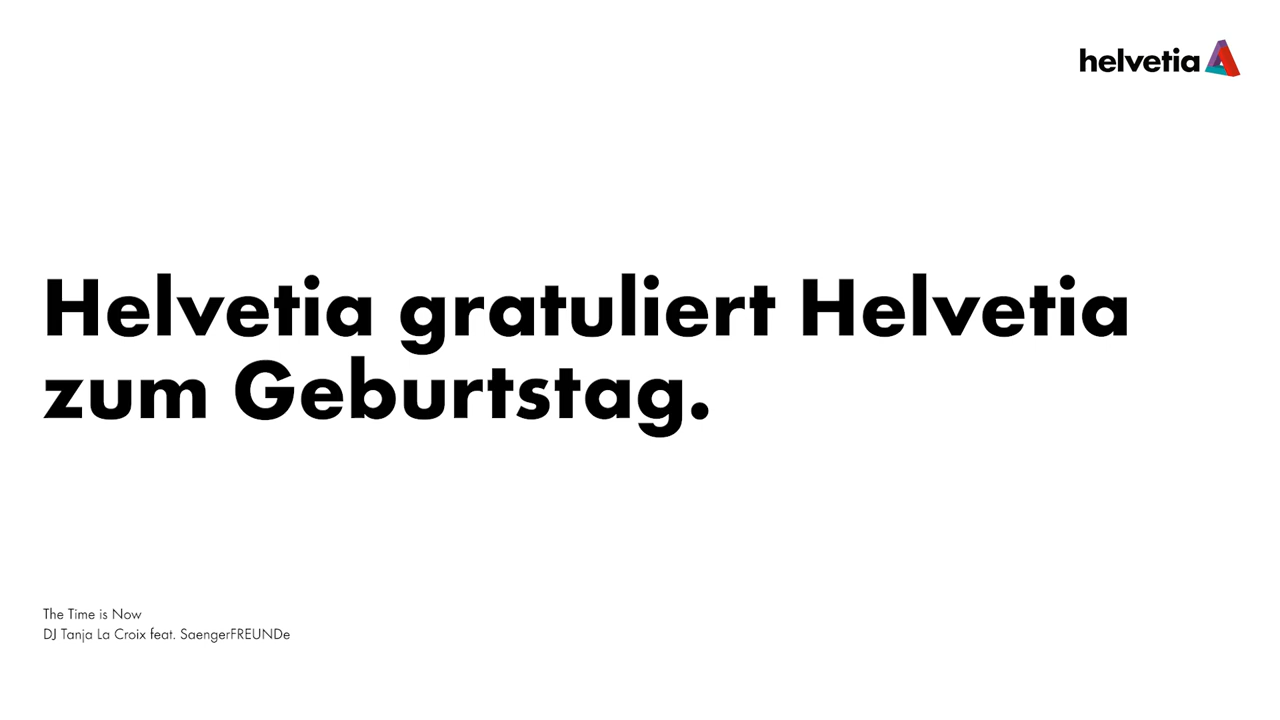 helvetia
Helvetia gratuliert Helvetia
zum Geburtstag.
The Time is Now
DJ Tanja La Croix feat. SaengerFREUNDe